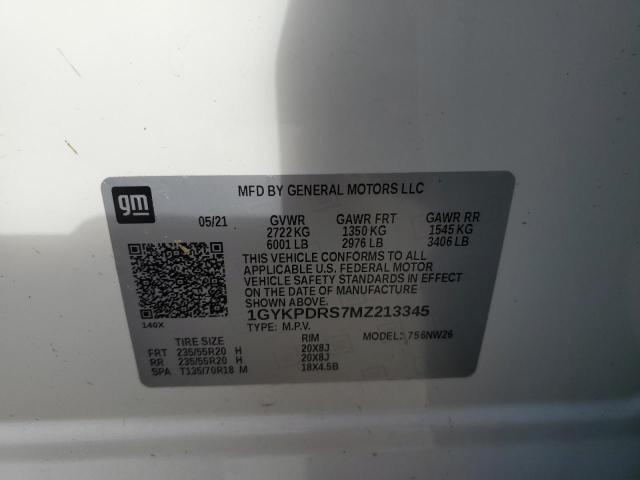 gm
MFD BY GENERAL MOTORS LLC
05/21 GVWR GAWR FRT GAWR RR
2722 KG 1350 KG 1545 KG
6001 LB 2976 LB 3406 LB
THIS VEHICLE CONFORMS TO ALL
APPLICABLE U.S. FEDERAL MOTOR
VEHICLE SAFETY STANDARDS IN EFFECT
ON THE DATE OF MANUFACTURE
SHOWN ABOVE.
1GYKPDRS7MZ213345
140X
TYPE: M.P.V. MODEL: 756NW26
TIRE SIZE RIM
FRT 235/55R20 H 20X8J
RR 235/55R20 H 20X8J
SPA T135/70R18 M 18X4.5B